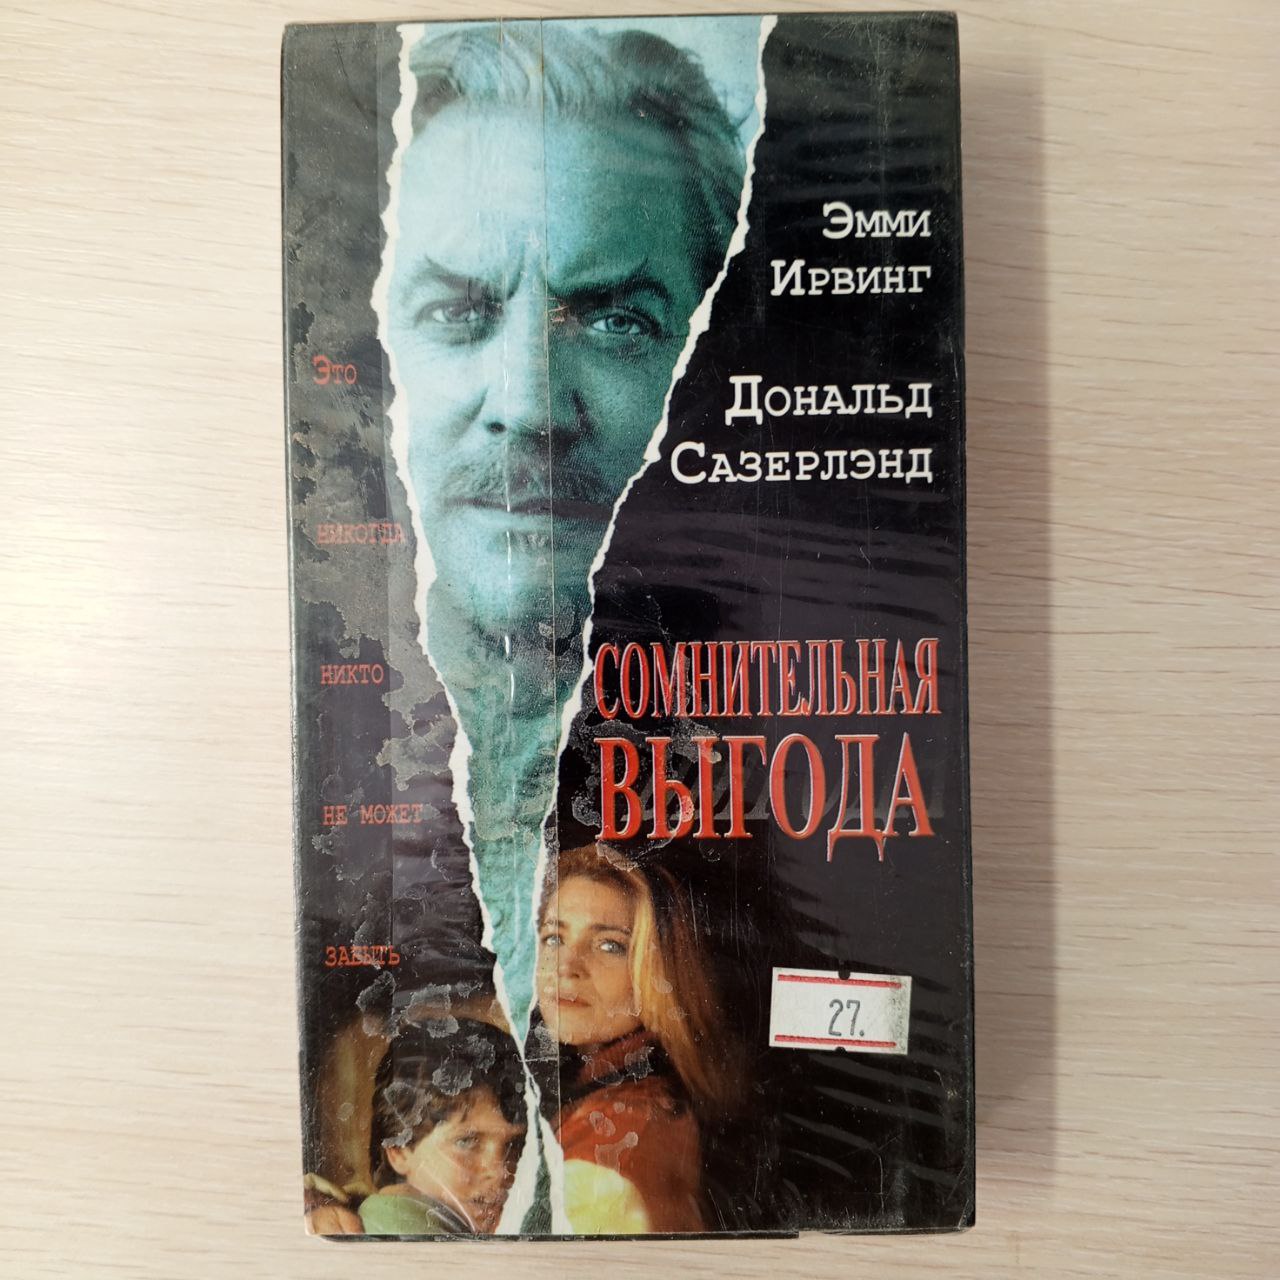 Эмми
Ирвинг
Дональд
Сазерлэнд
Это
никогда
никто
не может
забыть
СОМНИТЕЛЬНАЯ
ВЫГОДА
27.